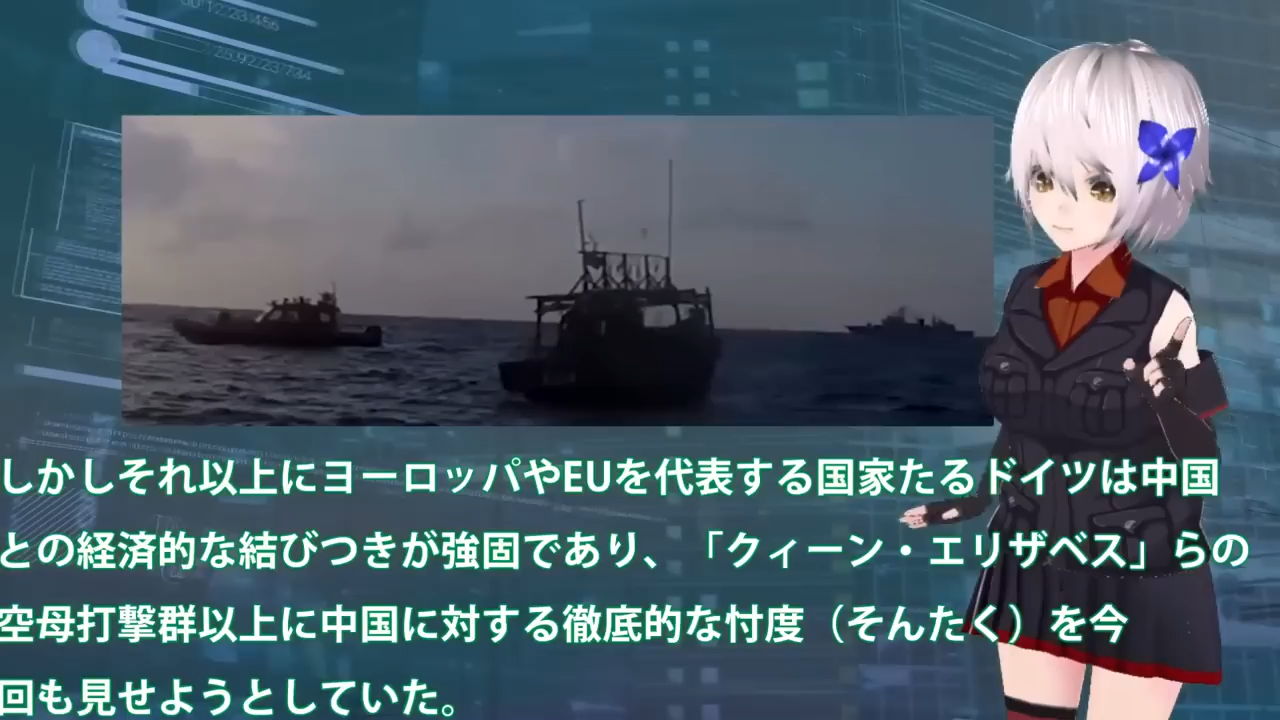 しかしそれ以上にヨーロッパやEUを代表する国家たるドイツは中国
との経済的な結びつきが強固であり、「クィーン・エリザベス」らの
空母打撃群以上に中国に対する徹底的な忖度（そんたく）を今
回も見せようとしていた。